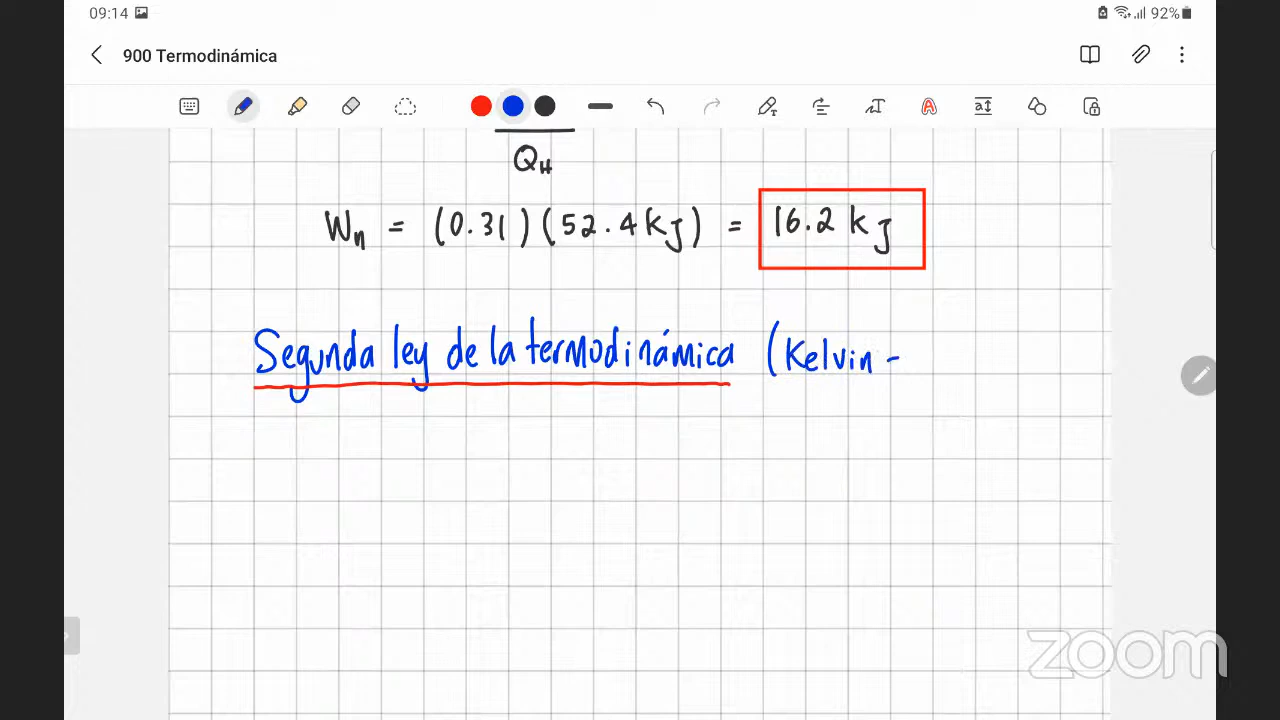 09:14 92%
900 Termodinámica
Q_H
W_n = (0.31)(52.4 kJ) = 16.2 kJ
Segunda ley de la termodinámica (Kelvin -
zoom